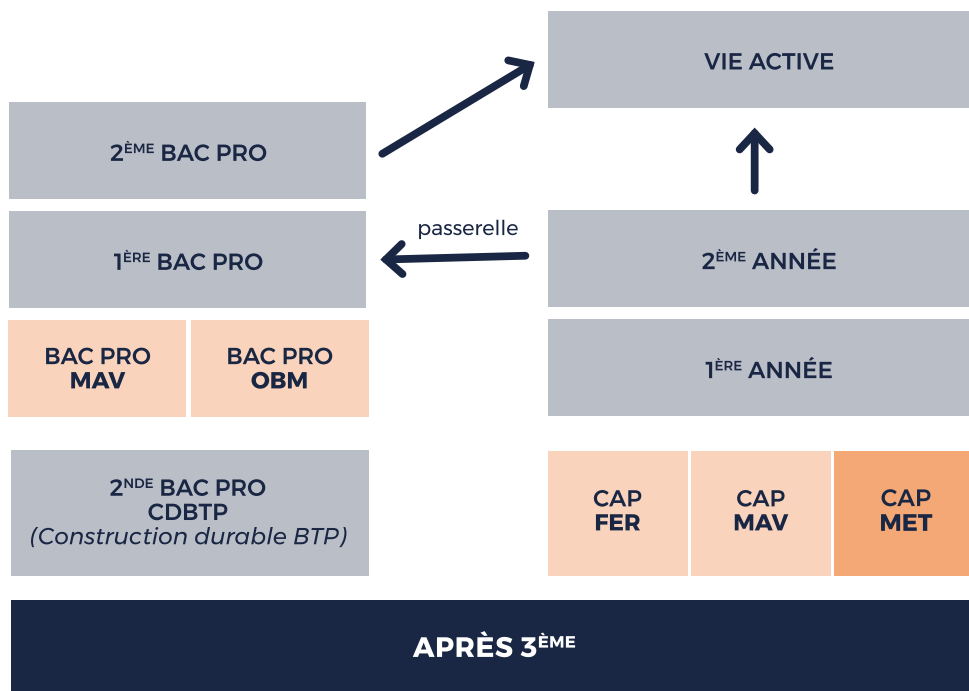 VIE ACTIVE
2ÈME BAC PRO
passerelle
1ÈRE BAC PRO
2ÈME ANNÉE
BAC PRO
MAV
BAC PRO
OBM
1ÈRE ANNÉE
2NDE BAC PRO
CDBTP
(Construction durable BTP)
CAP
FER
CAP
MAV
CAP
MET
APRÈS 3ÈME